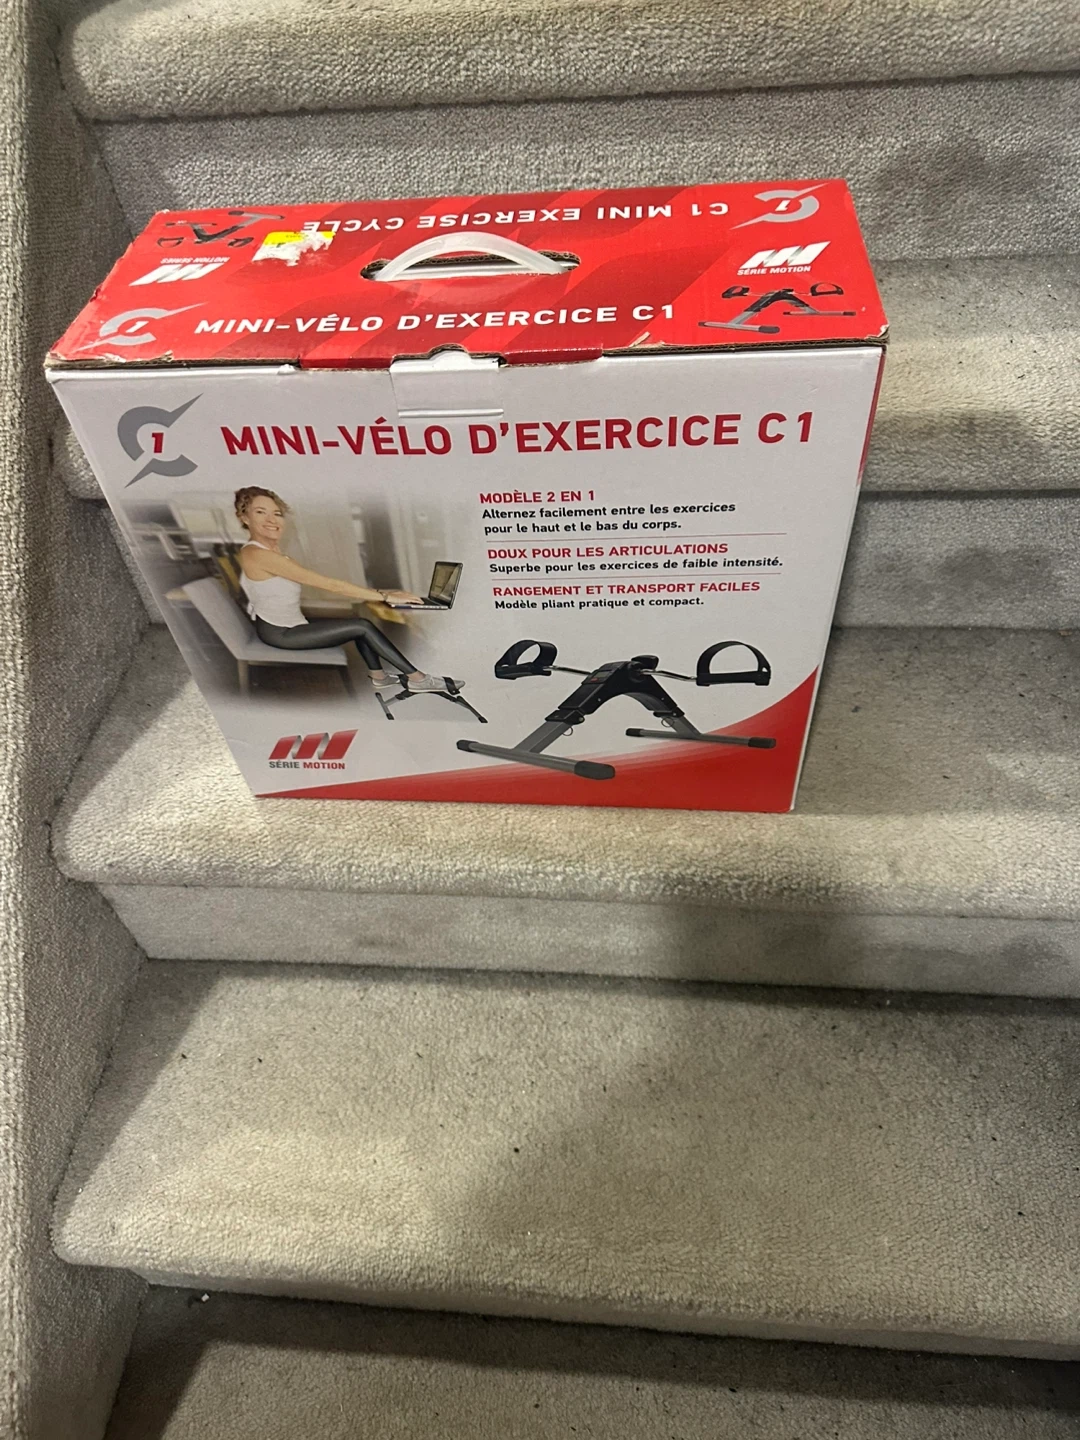 C1 MINI EXERCISE CYCLE
1
MOTION SERIES
SÉRIE MOTION
1
MINI-VÉLO D'EXERCICE C1
1
MINI-VÉLO D'EXERCICE C1
MODÈLE 2 EN 1
Alternez facilement entre les exercices
pour le haut et le bas du corps.
DOUX POUR LES ARTICULATIONS
Superbe pour les exercices de faible intensité.
RANGEMENT ET TRANSPORT FACILES
Modèle pliant pratique et compact.
SÉRIE MOTION